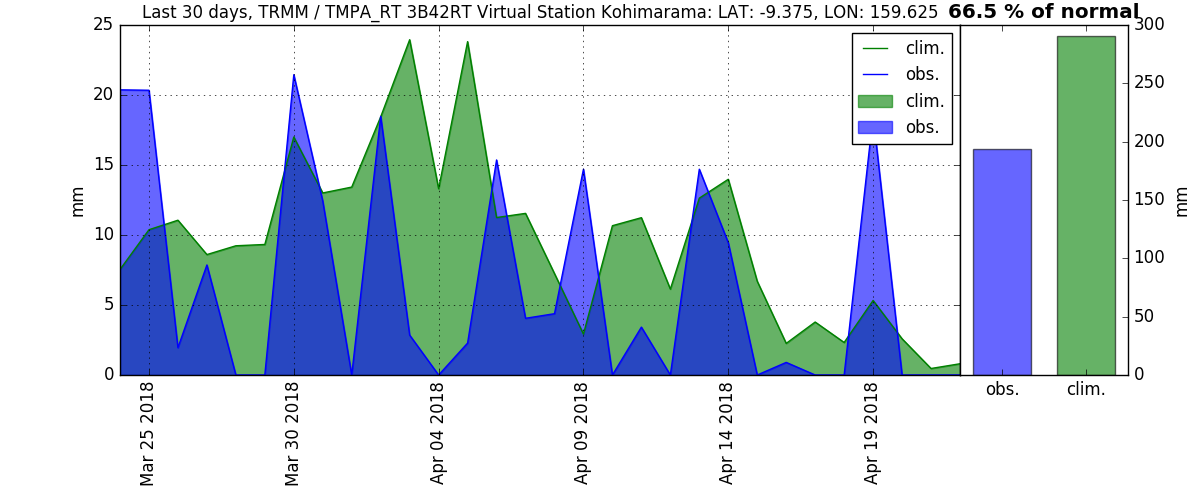 Last 30 days, TRMM / TMPA_RT 3B42RT Virtual Station Kohimarama: LAT: -9.375, LON: 159.625 66.5 % of normal
25
20
15
10
5
0
mm
clim.
obs.
clim.
obs.
Mar 25 2018
Mar 30 2018
Apr 04 2018
Apr 09 2018
Apr 14 2018
Apr 19 2018
300
250
200
150
100
50
0
mm
obs.
clim.